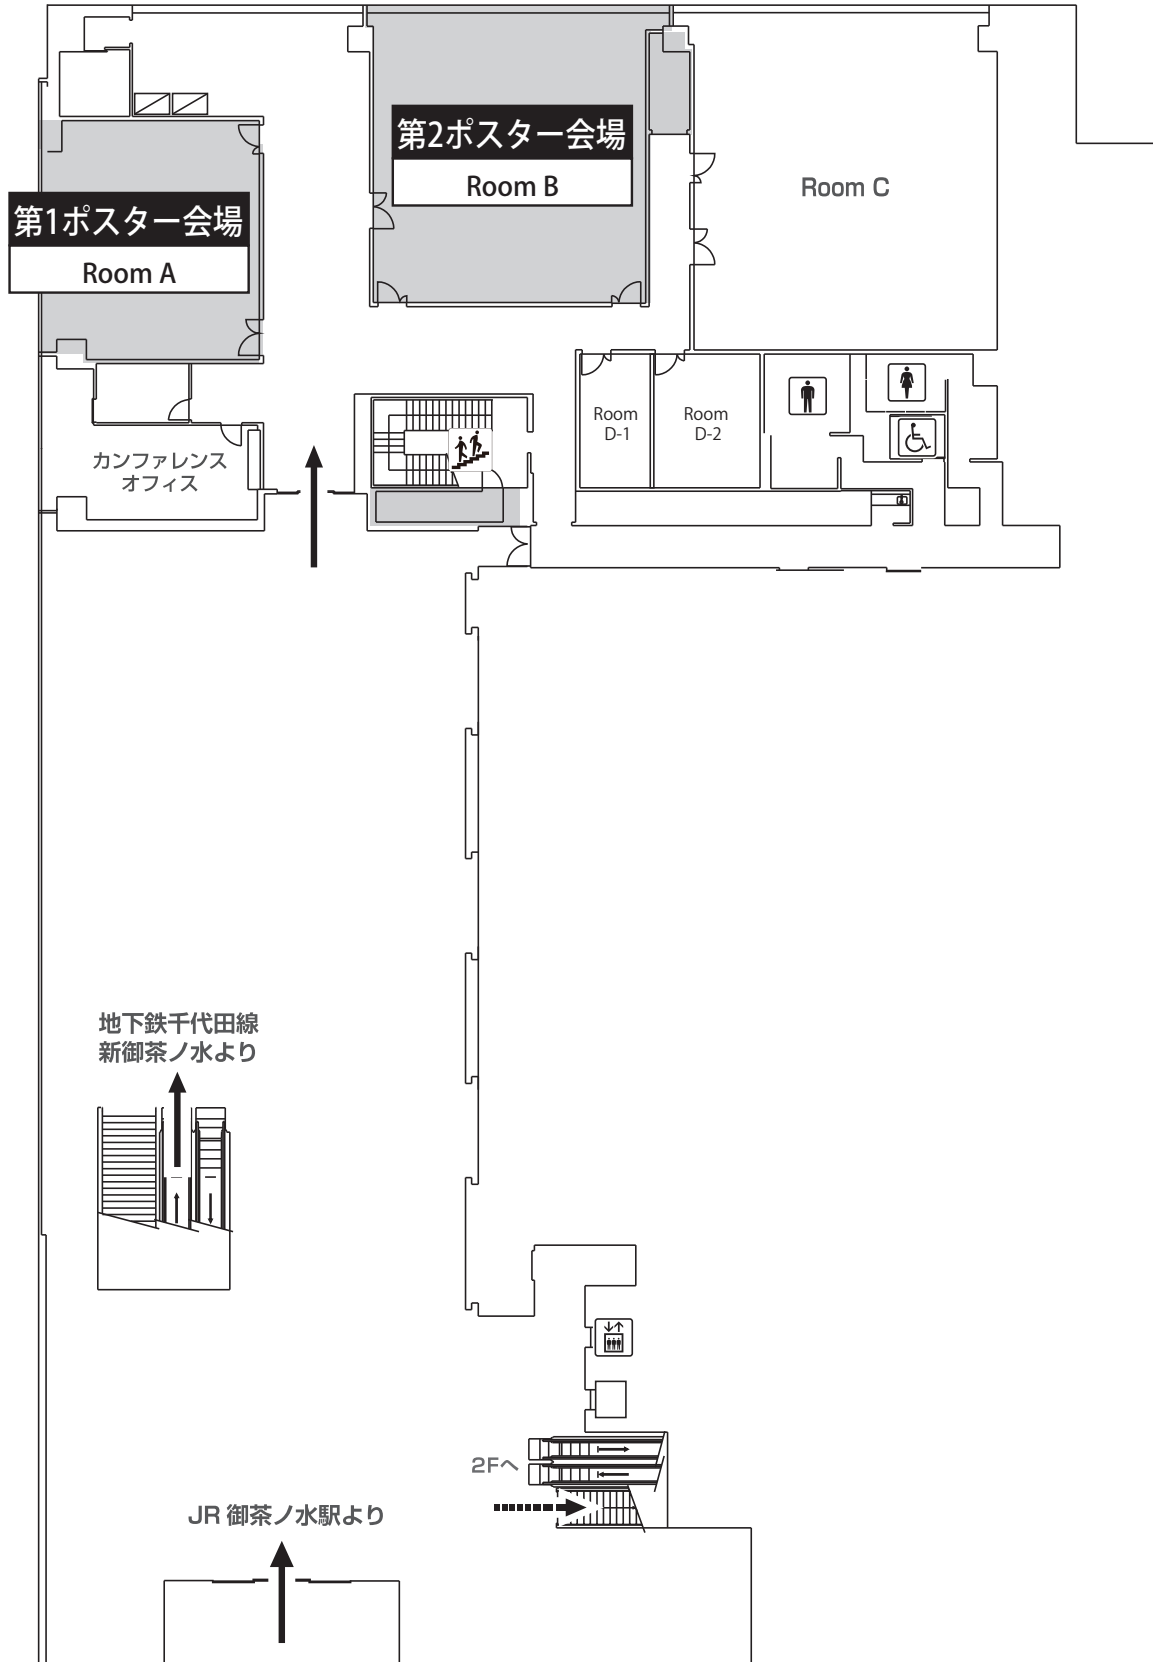 第2ポスター会場
Room B
Room C
第1ポスター会場
Room A
Room
D-1
Room
D-2
カンファレンス
オフィス
地下鉄千代田線
新御茶ノ水より
2Fへ
JR 御茶ノ水駅より